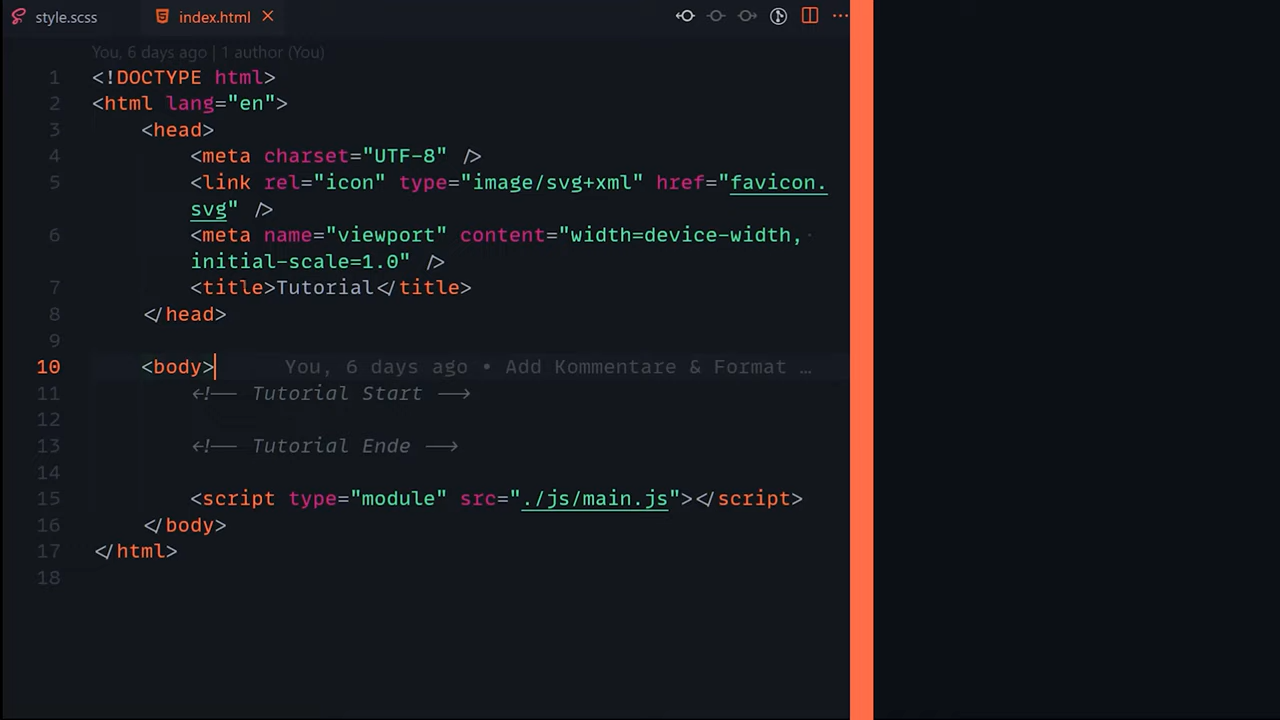 style.scss
index.html
You, 6 days ago | 1 author (You)
1 <!DOCTYPE html>
2 <html lang="en">
3 <head>
4 <meta charset="UTF-8" />
5 <link rel="icon" type="image/svg+xml" href="favicon.
svg" />
6 <meta name="viewport" content="width=device-width,
initial-scale=1.0" />
7 <title>Tutorial</title>
8 </head>
9
10 <body> You, 6 days ago • Add Kommentare & Format …
11 <!-- Tutorial Start -->
12
13 <!-- Tutorial Ende -->
14
15 <script type="module" src="./js/main.js"></script>
16 </body>
17 </html>
18